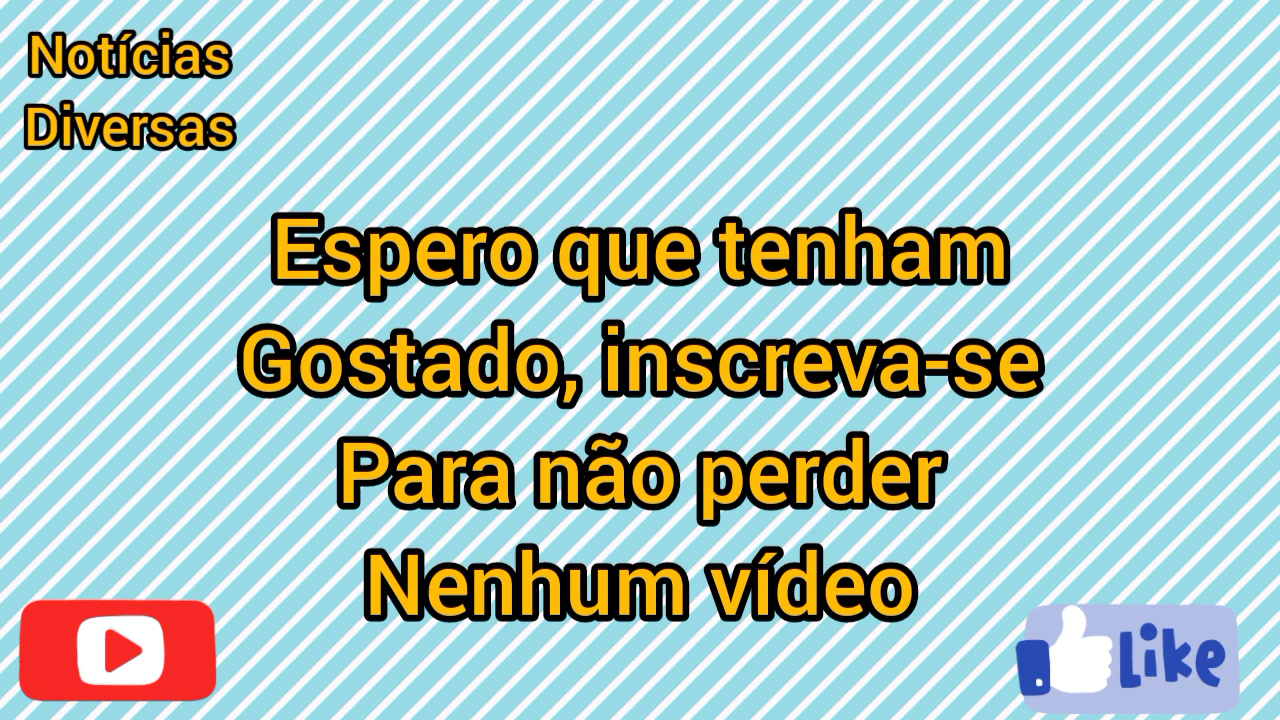 Notícias
Diversas
Espero que tenham
Gostado, inscreva-se
Para não perder
Nenhum vídeo
Like